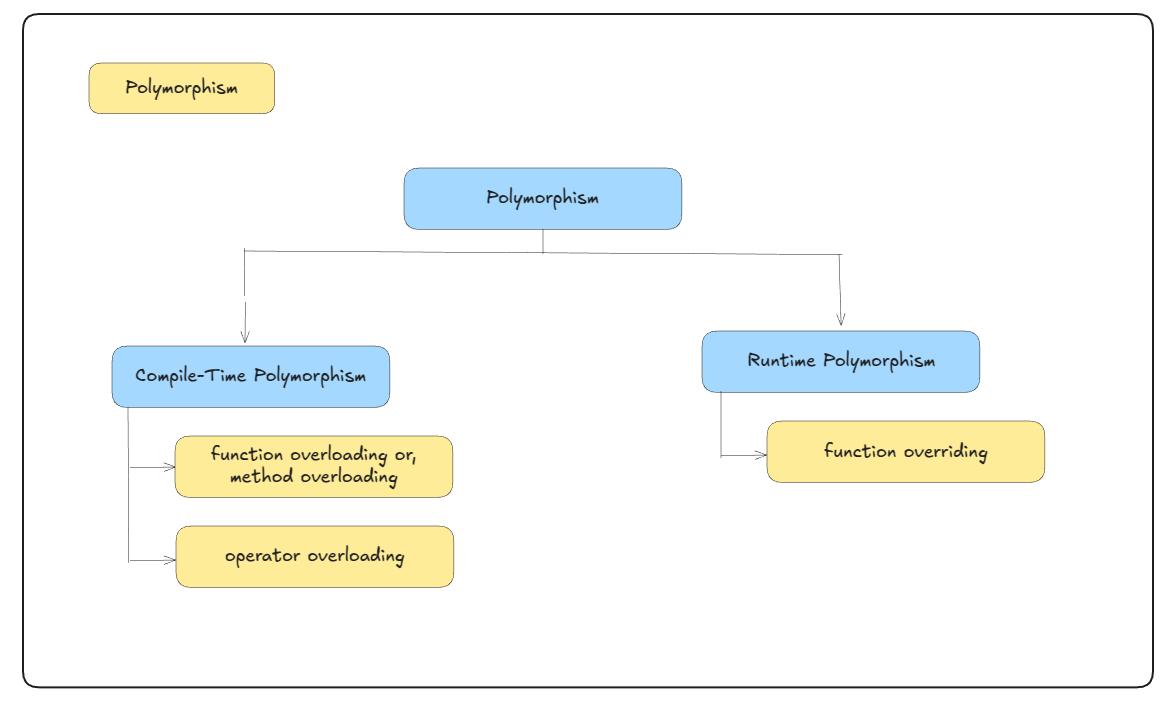 Polymorphism
Polymorphism
Compile-Time Polymorphism
function overloading or,
method overloading
operator overloading
Runtime Polymorphism
function overriding